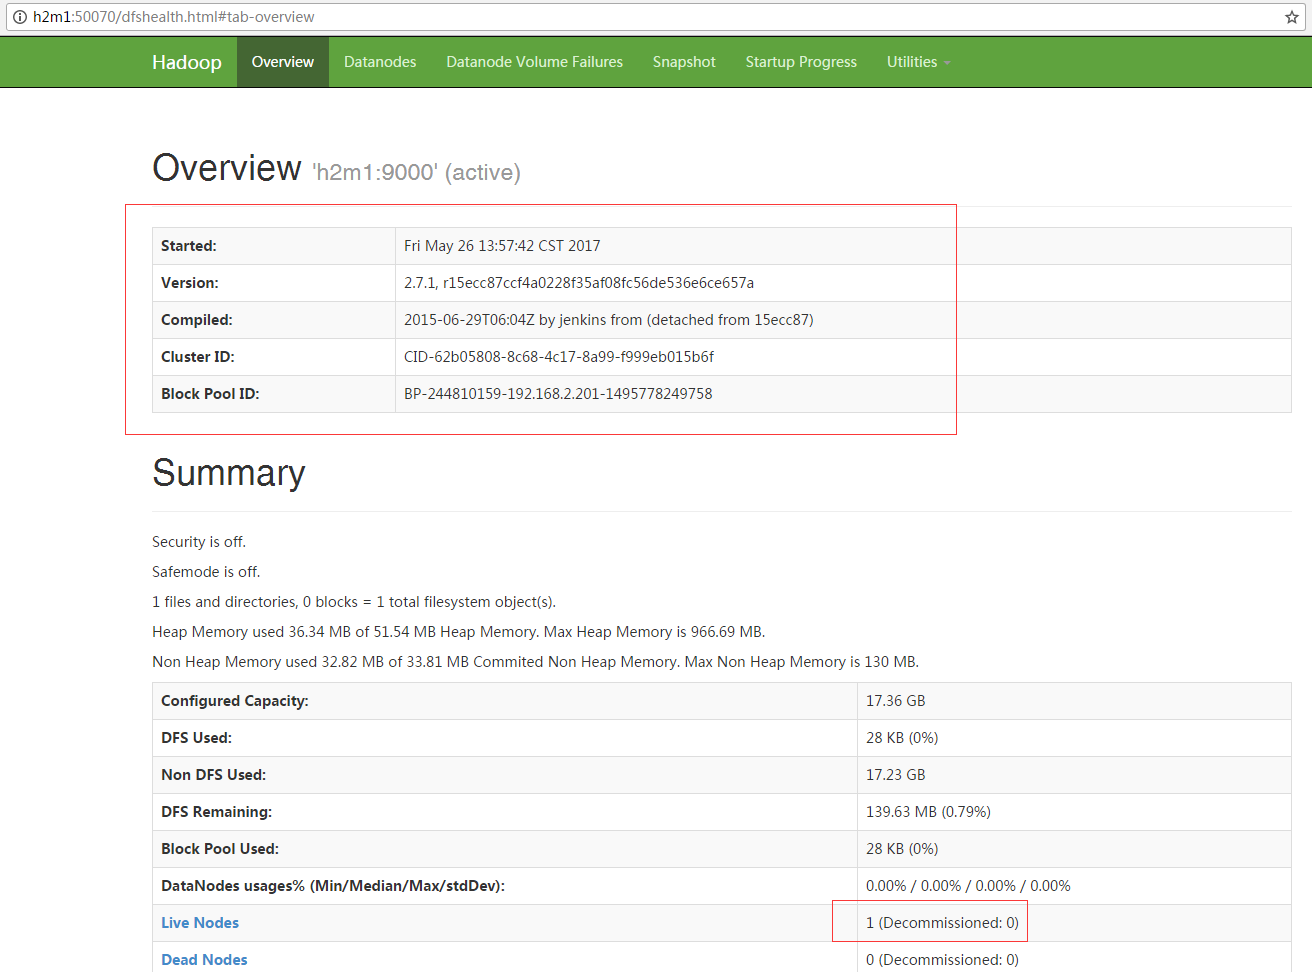 h2m1:50070/dfshealth.html#tab-overview
Hadoop Overview Datanodes Datanode Volume Failures Snapshot Startup Progress Utilities
Overview 'h2m1:9000' (active)
Started: Fri May 26 13:57:42 CST 2017
Version: 2.7.1, r15ecc87ccf4a0228f35af08fc56de536e6ce657a
Compiled: 2015-06-29T06:04Z by jenkins from (detached from 15ecc87)
Cluster ID: CID-62b05808-8c68-4c17-8a99-f999eb015b6f
Block Pool ID: BP-244810159-192.168.2.201-1495778249758
Summary
Security is off.
Safemode is off.
1 files and directories, 0 blocks = 1 total filesystem object(s).
Heap Memory used 36.34 MB of 51.54 MB Heap Memory. Max Heap Memory is 966.69 MB.
Non Heap Memory used 32.82 MB of 33.81 MB Commited Non Heap Memory. Max Non Heap Memory is 130 MB.
Configured Capacity: 17.36 GB
DFS Used: 28 KB (0%)
Non DFS Used: 17.23 GB
DFS Remaining: 139.63 MB (0.79%)
Block Pool Used: 28 KB (0%)
DataNodes usages% (Min/Median/Max/stdDev): 0.00% / 0.00% / 0.00% / 0.00%
Live Nodes 1 (Decommissioned: 0)
Dead Nodes 0 (Decommissioned: 0)